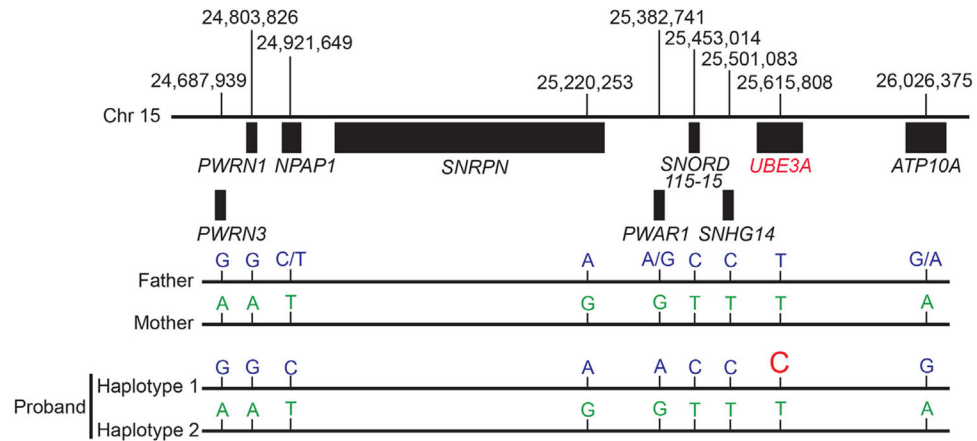 24,803,826 25,382,741
24,921,649 25,453,014
25,501,083
24,687,939 25,220,253 25,615,808 26,026,375
Chr 15
PWRN1 NPAP1 SNRPN SNORD UBE3A ATP10A
115-15
PWRN3 PWAR1 SNHG14
G G C/T A A/G C C T G/A
Father
A A T G G T T T A
Mother
G G C A A C C C G
Haplotype 1
Proband
A A T G G T T T A
Haplotype 2